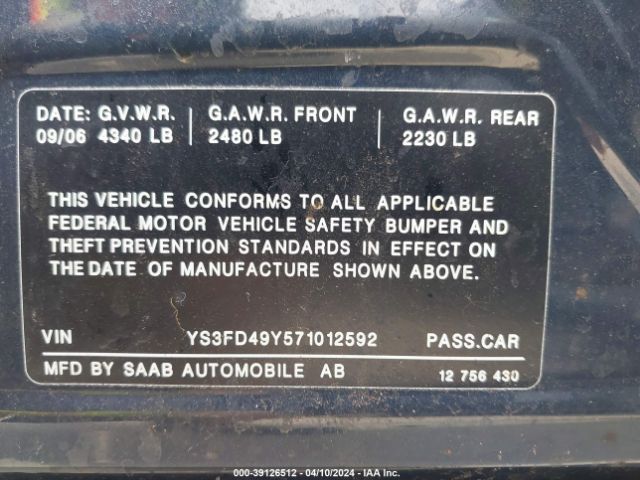 DATE: G.V.W.R. G.A.W.R. FRONT G.A.W.R. REAR
09/06 4340 LB 2480 LB 2230 LB
THIS VEHICLE CONFORMS TO ALL APPLICABLE
FEDERAL MOTOR VEHICLE SAFETY BUMPER AND
THEFT PREVENTION STANDARDS IN EFFECT ON
THE DATE OF MANUFACTURE SHOWN ABOVE.
VIN YS3FD49Y571012592 PASS.CAR
MFD BY SAAB AUTOMOBILE AB 12 756 430
000-39126512 - 04/10/2024 - IAA Inc.